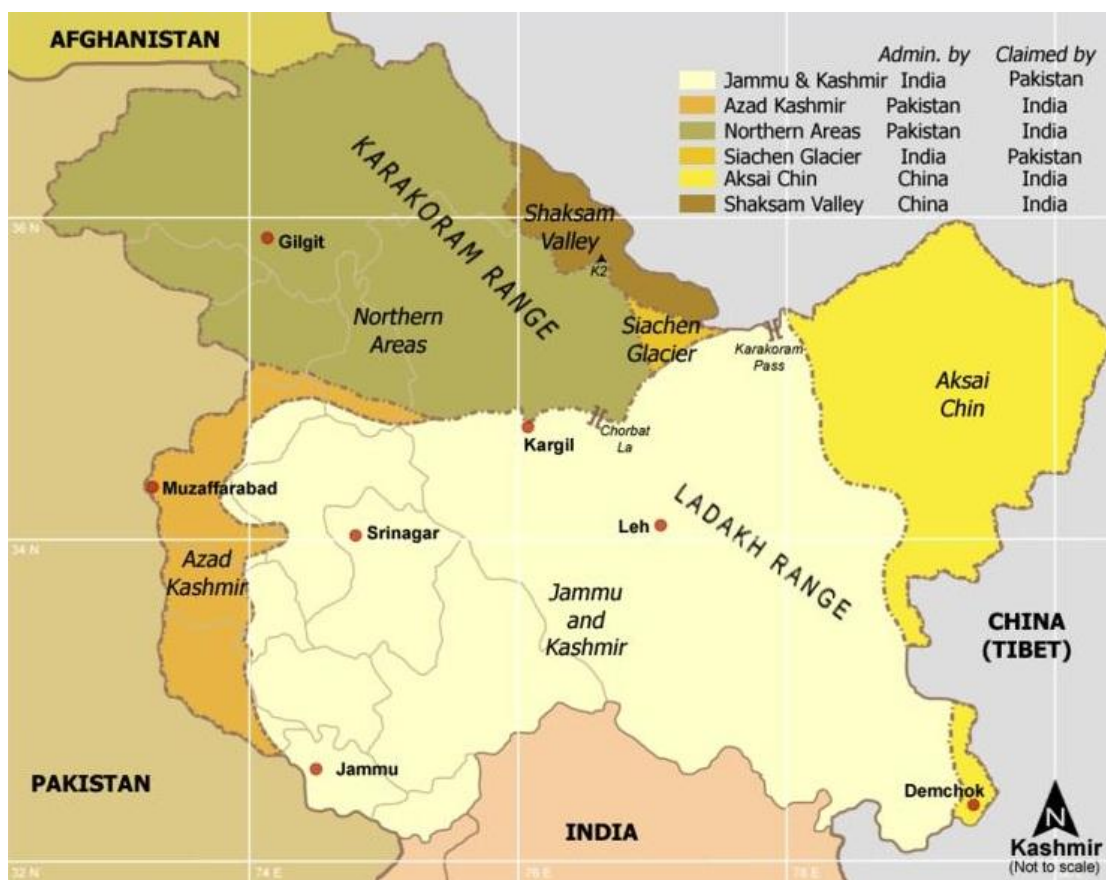 AFGHANISTAN
Admin. by Claimed by
Jammu & Kashmir India Pakistan
Azad Kashmir Pakistan India
Northern Areas Pakistan India
Siachen Glacier India Pakistan
Aksai Chin China India
Shaksam Valley China India
KARAKORAM RANGE
Shaksam
Valley
36 N
Gilgit
K2
Northern
Areas
Siachen
Glacier
Karakoram
Pass
Aksai
Chin
Kargil
Chorbat
La
Muzaffarabad
LADAKH RANGE
Srinagar
Leh
34 N
Azad
Kashmir
Jammu
and
Kashmir
CHINA
(TIBET)
PAKISTAN
Jammu
Demchok
INDIA
N
Kashmir
(Not to scale)
32 N
74 E
76 E
78 E